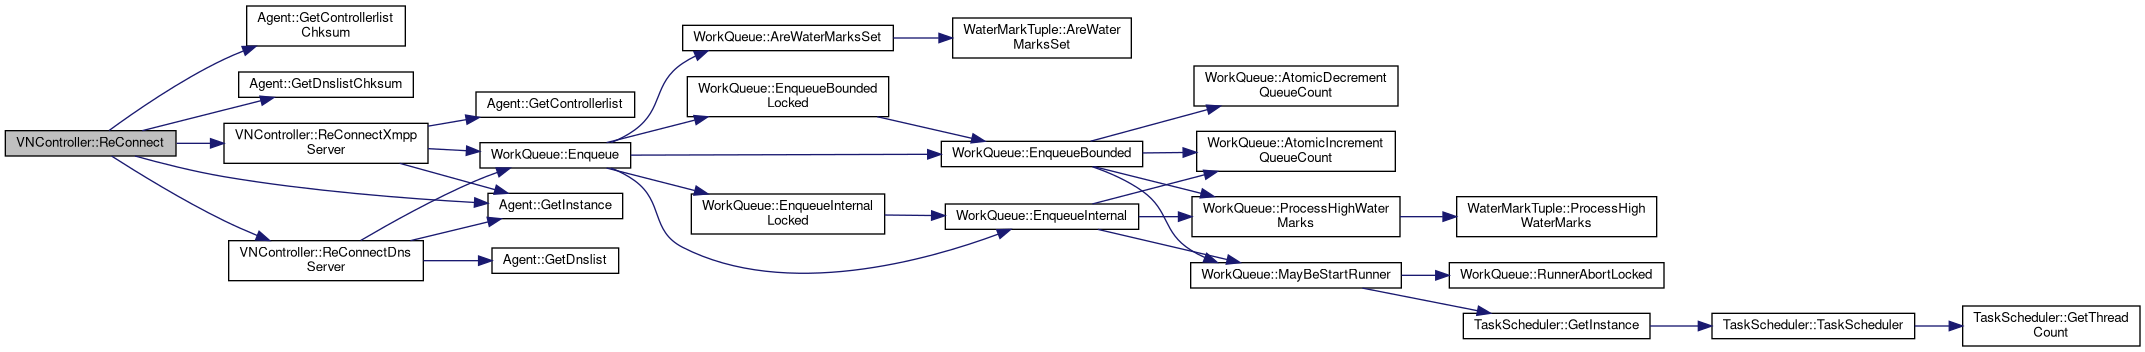 VNController::ReConnect
Agent::GetControllerlist
Chksum
Agent::GetDnslistChksum
VNController::ReConnectXmpp
Server
VNController::ReConnectDns
Server
Agent::GetControllerlist
WorkQueue::Enqueue
Agent::GetInstance
Agent::GetDnslist
WorkQueue::AreWaterMarksSet
WorkQueue::EnqueueBounded
Locked
WorkQueue::EnqueueInternal
Locked
WaterMarkTuple::AreWater
MarksSet
WorkQueue::EnqueueBounded
WorkQueue::EnqueueInternal
WorkQueue::AtomicDecrement
QueueCount
WorkQueue::AtomicIncrement
QueueCount
WorkQueue::ProcessHighWater
Marks
WorkQueue::MayBeStartRunner
WaterMarkTuple::ProcessHigh
WaterMarks
WorkQueue::RunnerAbortLocked
TaskScheduler::GetInstance
TaskScheduler::TaskScheduler
TaskScheduler::GetThread
Count